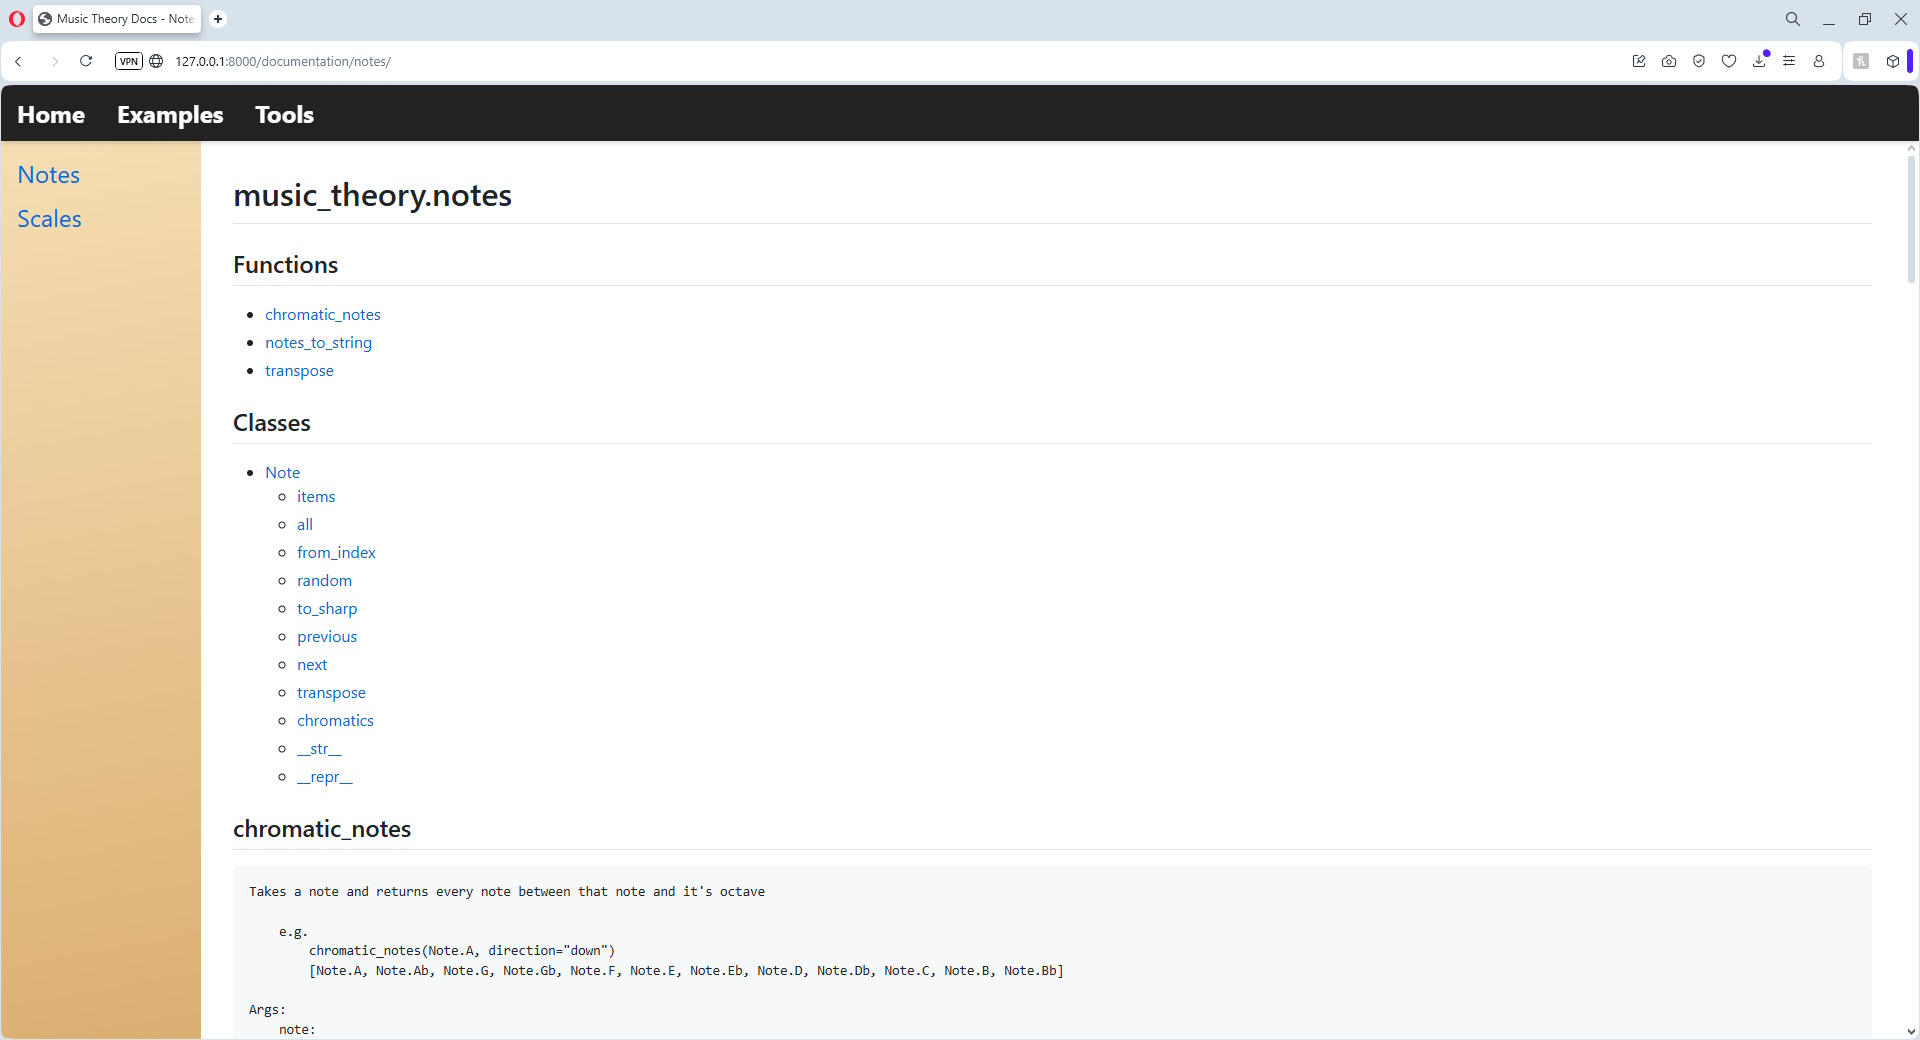 Music Theory Docs - Note
VPN
127.0.0.1:8000/documentation/notes/
Home Examples Tools
Notes
Scales
music_theory.notes
Functions
chromatic_notes
notes_to_string
transpose
Classes
Note
items
all
from_index
random
to_sharp
previous
next
transpose
chromatics
__str__
__repr__
chromatic_notes
Takes a note and returns every note between that note and it's octave
e.g.
chromatic_notes(Note.A, direction="down")
[Note.A, Note.Ab, Note.G, Note.Gb, Note.F, Note.E, Note.Eb, Note.D, Note.Db, Note.C, Note.B, Note.Bb]
Args:
note: